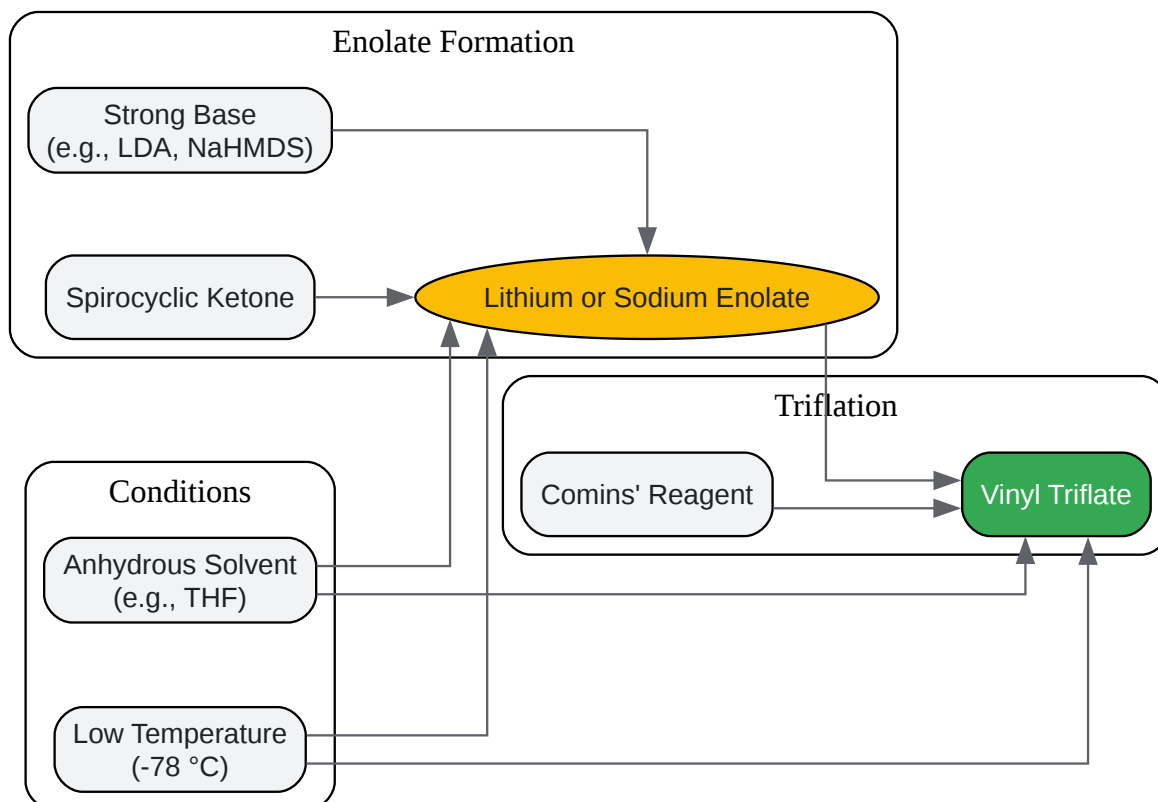 Enolate Formation
Strong Base
(e.g., LDA, NaHMDS)
Spirocyclic Ketone
Lithium or Sodium Enolate
Triflation
Comins' Reagent
Vinyl Triflate
Conditions
Anhydrous Solvent
(e.g., THF)
Low Temperature
(-78 °C)